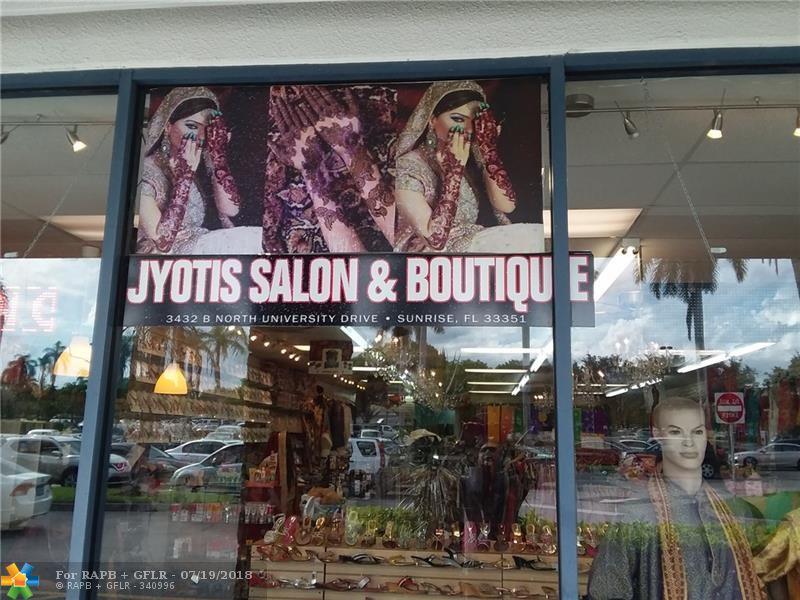 JYOTIS SALON & BOUTIQUE
3432 B NORTH UNIVERSITY DRIVE • SUNRISE, FL 33351
For RAPB + GFLR - 07/19/2018
© RAPB + GFLR - 340996